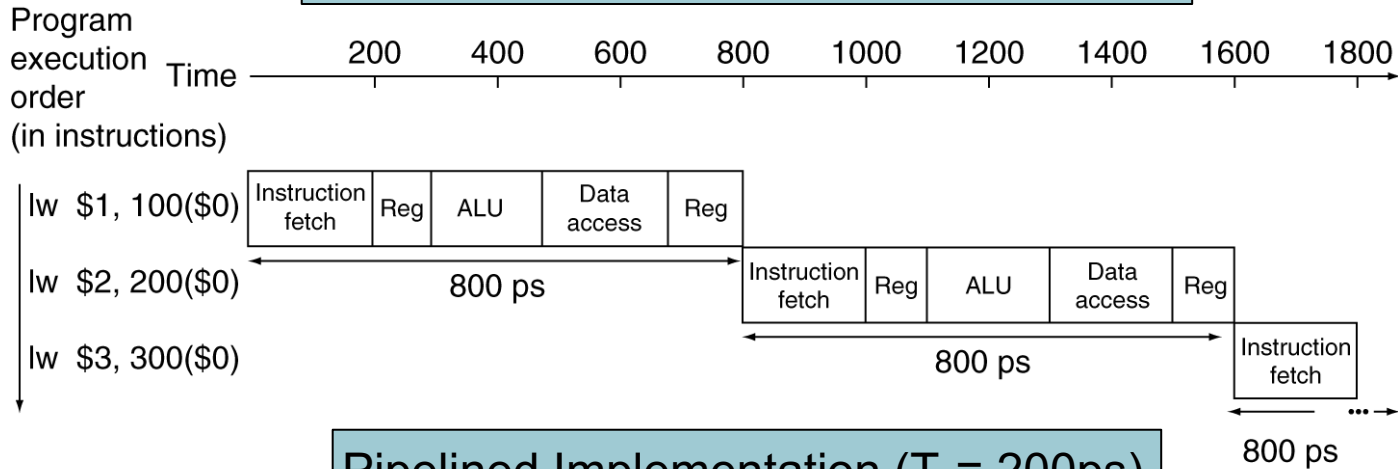 Program
execution
order
(in instructions)
Time
200 400 600 800 1000 1200 1400 1600 1800
lw $1, 100($0)
Instruction
fetch
Reg
ALU
Data
access
Reg
800 ps
lw $2, 200($0)
Instruction
fetch
Reg
ALU
Data
access
Reg
800 ps
lw $3, 300($0)
Instruction
fetch
...
800 ps
Pipelined Implementation (T = 200ps)